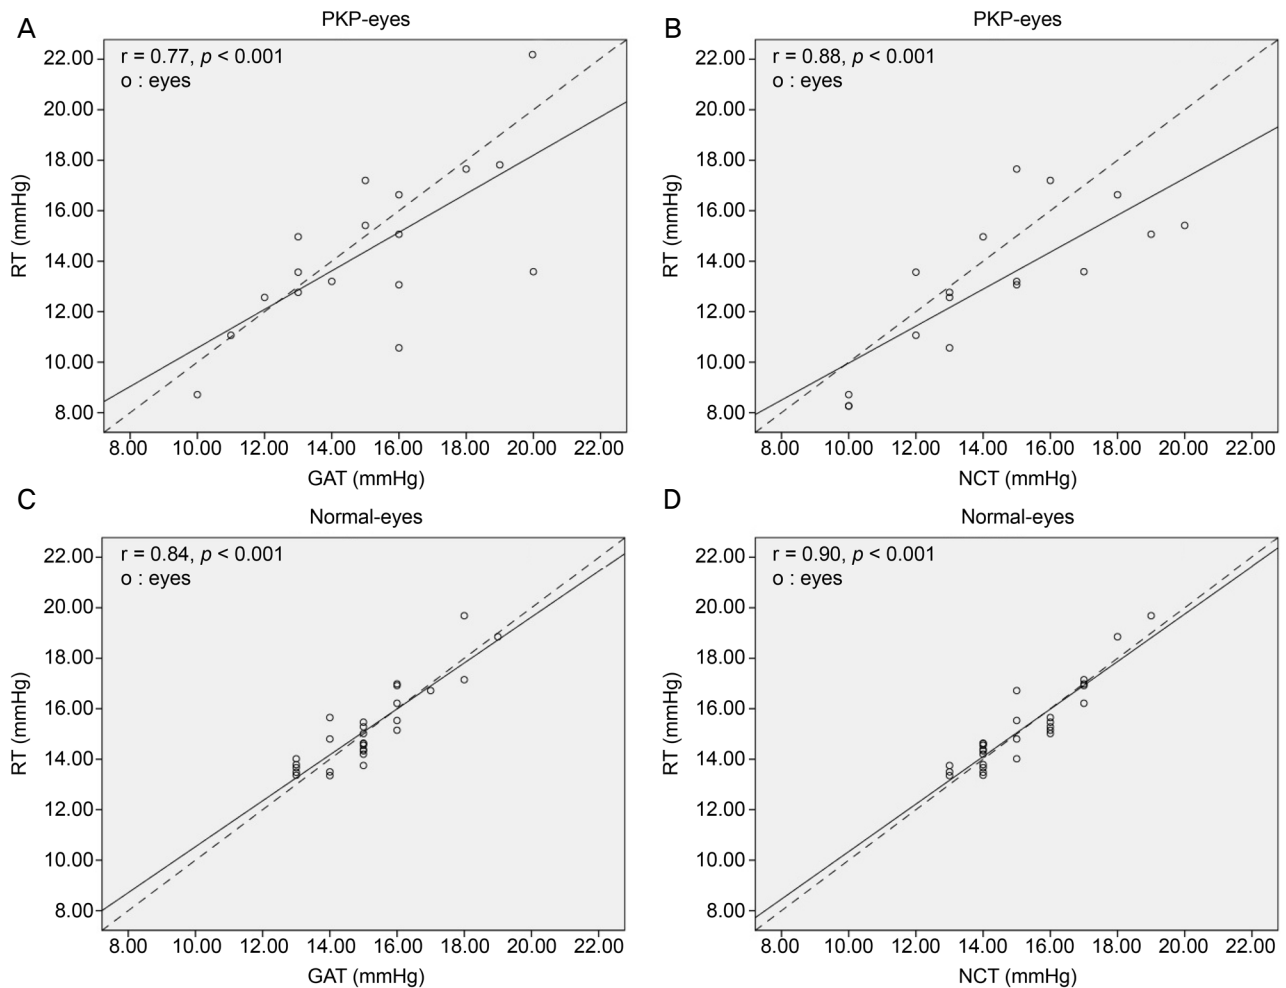 A
PKP-eyes
r = 0.77, p < 0.001
o : eyes
22.00
20.00
18.00
16.00
14.00
12.00
10.00
8.00
RT (mmHg)
8.00 10.00 12.00 14.00 16.00 18.00 20.00 22.00
GAT (mmHg)
B
PKP-eyes
r = 0.88, p < 0.001
o : eyes
22.00
20.00
18.00
16.00
14.00
12.00
10.00
8.00
RT (mmHg)
8.00 10.00 12.00 14.00 16.00 18.00 20.00 22.00
NCT (mmHg)
C
Normal-eyes
r = 0.84, p < 0.001
o : eyes
22.00
20.00
18.00
16.00
14.00
12.00
10.00
8.00
RT (mmHg)
8.00 10.00 12.00 14.00 16.00 18.00 20.00 22.00
GAT (mmHg)
D
Normal-eyes
r = 0.90, p < 0.001
o : eyes
22.00
20.00
18.00
16.00
14.00
12.00
10.00
8.00
RT (mmHg)
8.00 10.00 12.00 14.00 16.00 18.00 20.00 22.00
NCT (mmHg)